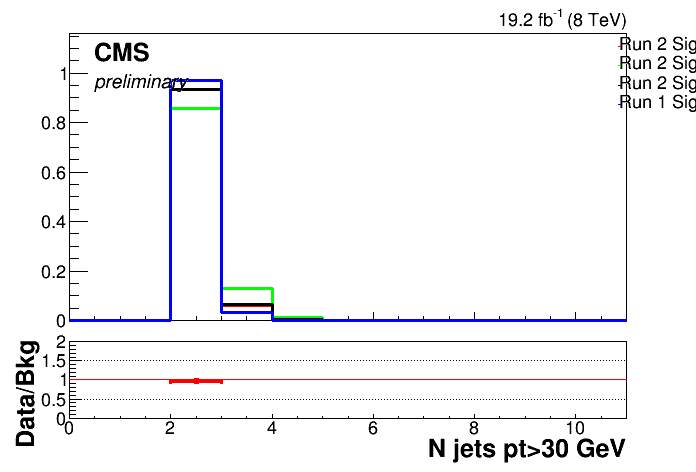 19.2 fb⁻¹ (8 TeV)
CMS
preliminary
Run 2 Sig
Run 2 Sig
Run 2 Sig
Run 1 Sig
1
0.8
0.6
0.4
0.2
0
2
1.5
1
0.5
0
Data/Bkg
0 2 4 6 8 10
N jets pt>30 GeV